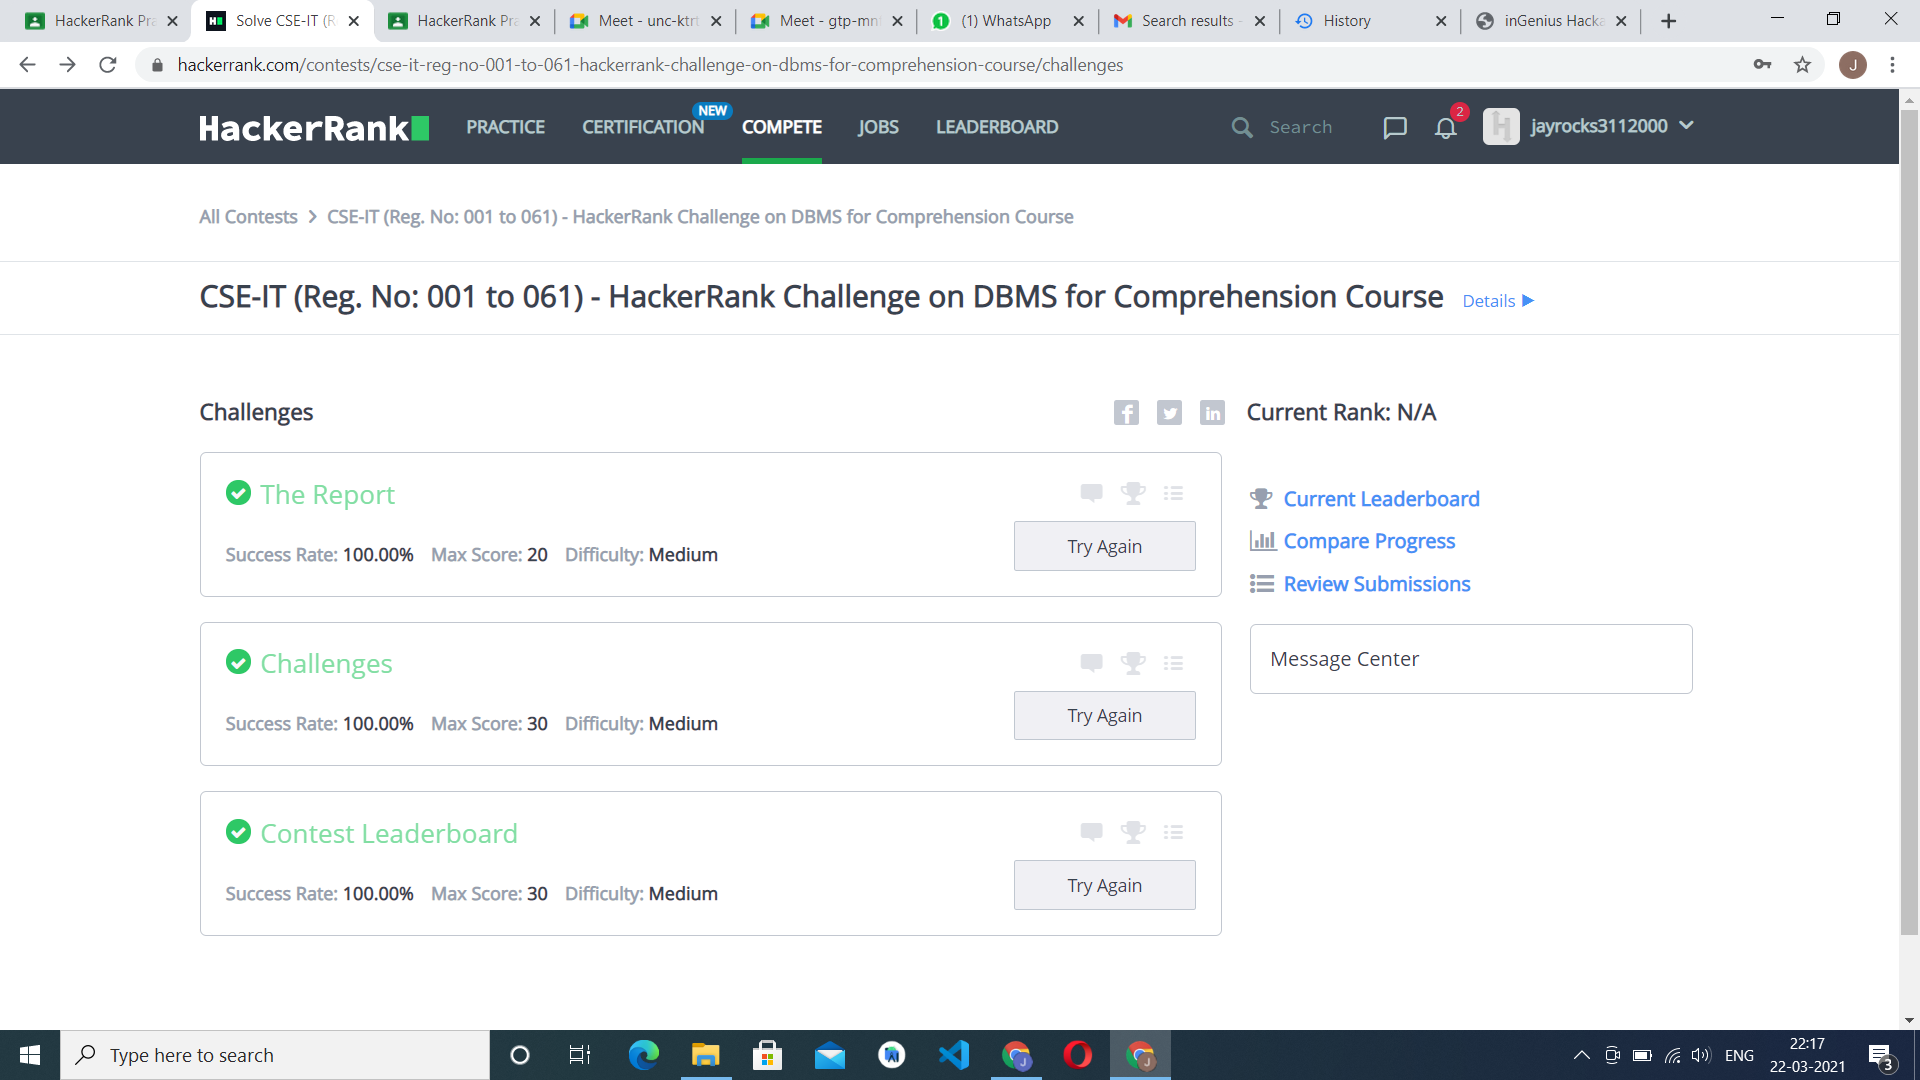 HackerRank Pra
Solve CSE-IT (R
HackerRank Pra
Meet - unc-ktrt
Meet - gtp-mni
(1) WhatsApp
Search results -
History
inGenius Hacka
hackerrank.com/contests/cse-it-reg-no-001-to-061-hackerrank-challenge-on-dbms-for-comprehension-course/challenges
J
HackerRank
PRACTICE
CERTIFICATION
NEW
COMPETE
JOBS
LEADERBOARD
Search
2
jayrocks3112000
All Contests > CSE-IT (Reg. No: 001 to 061) - HackerRank Challenge on DBMS for Comprehension Course
CSE-IT (Reg. No: 001 to 061) - HackerRank Challenge on DBMS for Comprehension Course
Details
Challenges
The Report
Success Rate: 100.00% Max Score: 20 Difficulty: Medium
Try Again
Challenges
Success Rate: 100.00% Max Score: 30 Difficulty: Medium
Try Again
Contest Leaderboard
Success Rate: 100.00% Max Score: 30 Difficulty: Medium
Try Again
Current Rank: N/A
Current Leaderboard
Compare Progress
Review Submissions
Message Center
Type here to search
ENG
22:17
22-03-2021
3